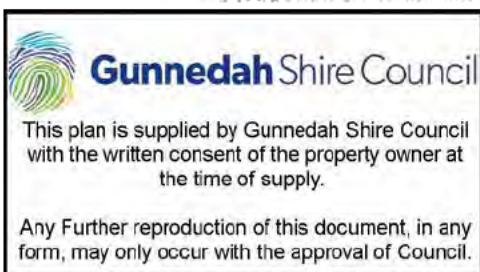 Gunnedah Shire Council
This plan is supplied by Gunnedah Shire Council
with the written consent of the property owner at
the time of supply.
Any Further reproduction of this document, in any
form, may only occur with the approval of Council.